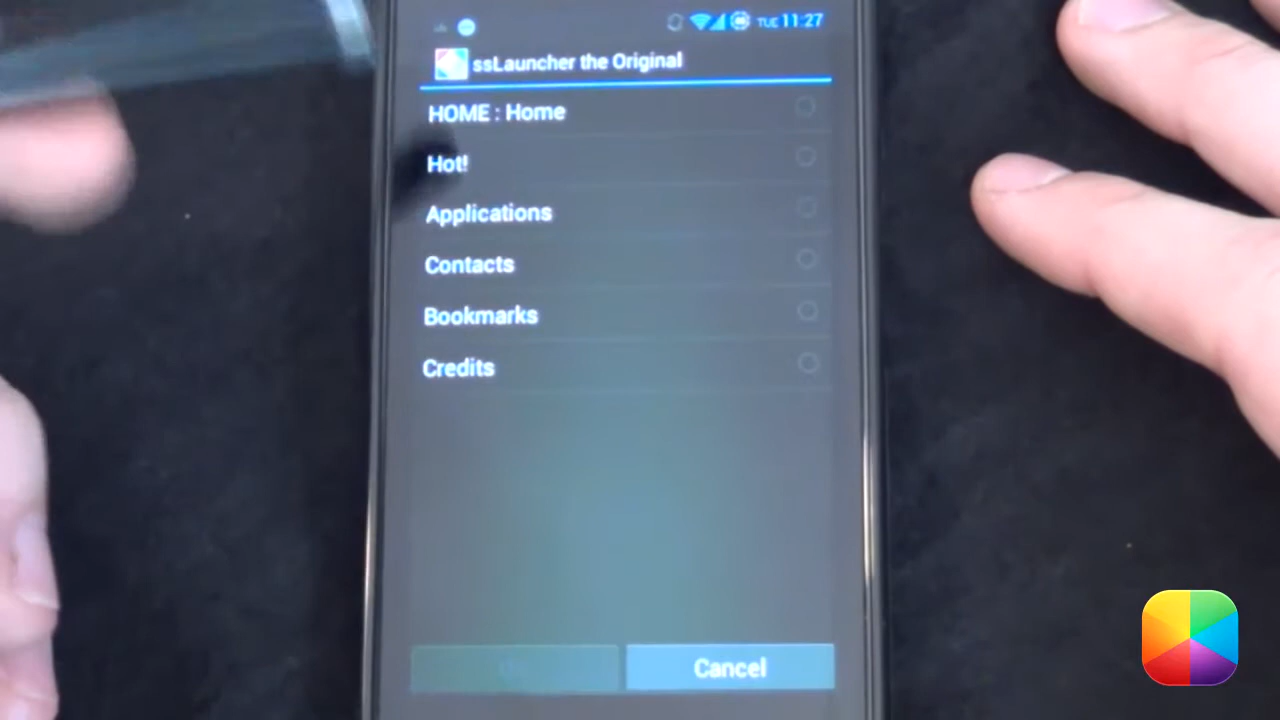 TUE 11:27
ssLauncher the Original
HOME : Home
Hot!
Applications
Contacts
Bookmarks
Credits
Cancel